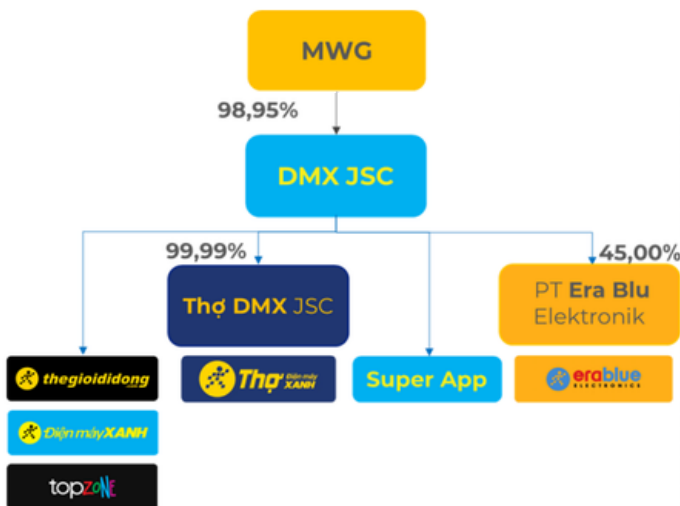 MWG
98,95%
DMX JSC
99,99%
45,00%
Thợ DMX JSC
PT Era Blu
Elektronik
thegioididong
.com
Thợ Điện máy XANH
Super App
erablue
ELECTRONICS
Điện máy XANH
topzone